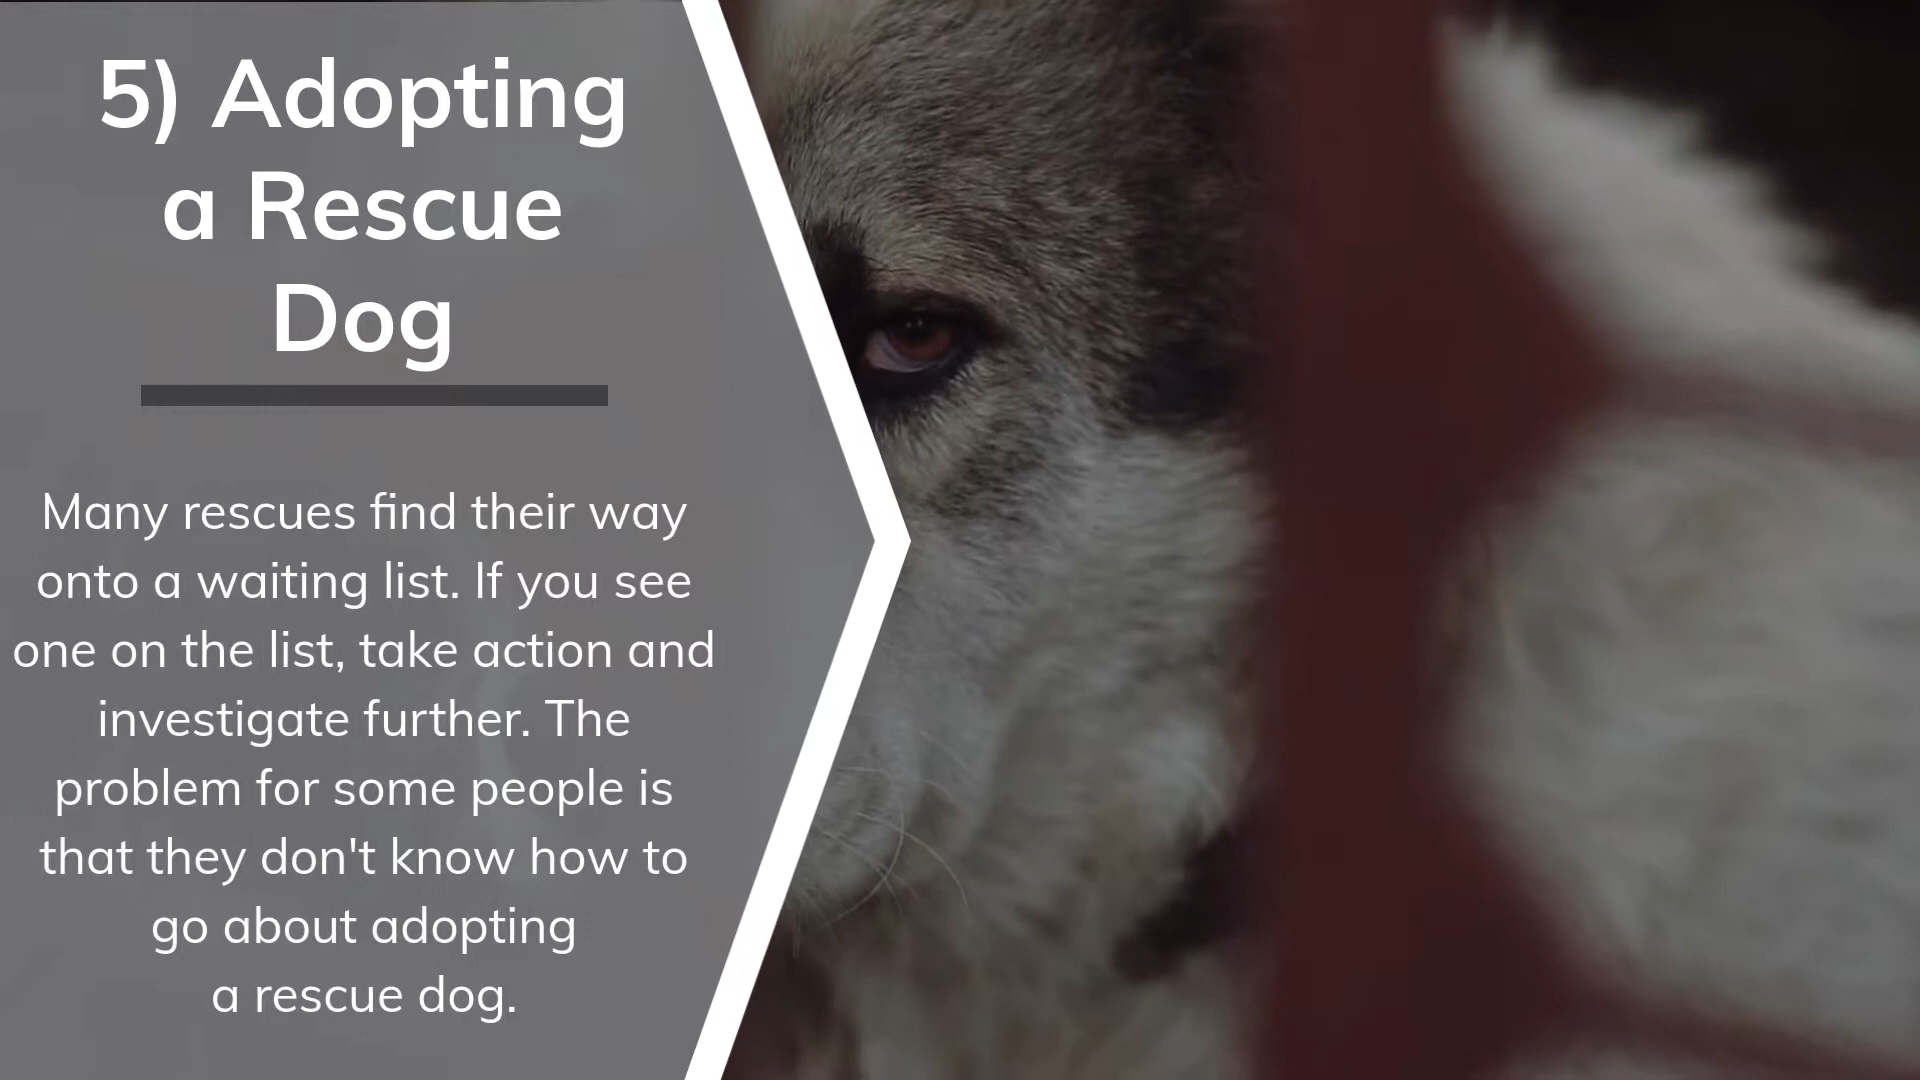 5) Adopting
a Rescue
Dog
Many rescues find their way
onto a waiting list. If you see
one on the list, take action and
investigate further. The
problem for some people is
that they don't know how to
go about adopting
a rescue dog.